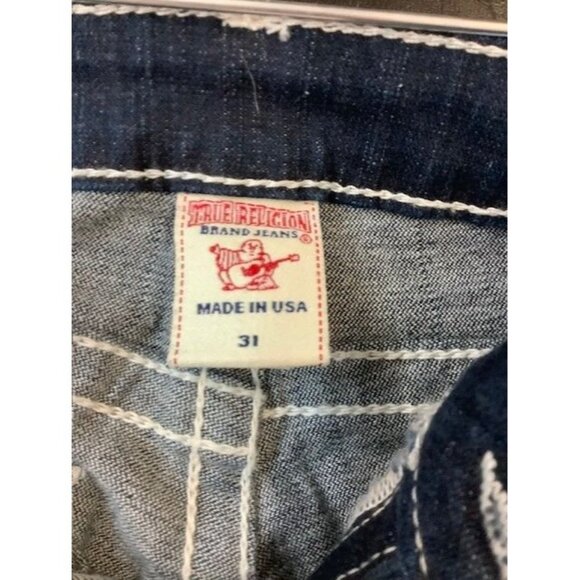 TRUE RELIGION
BRAND JEANS®
MADE IN USA
31